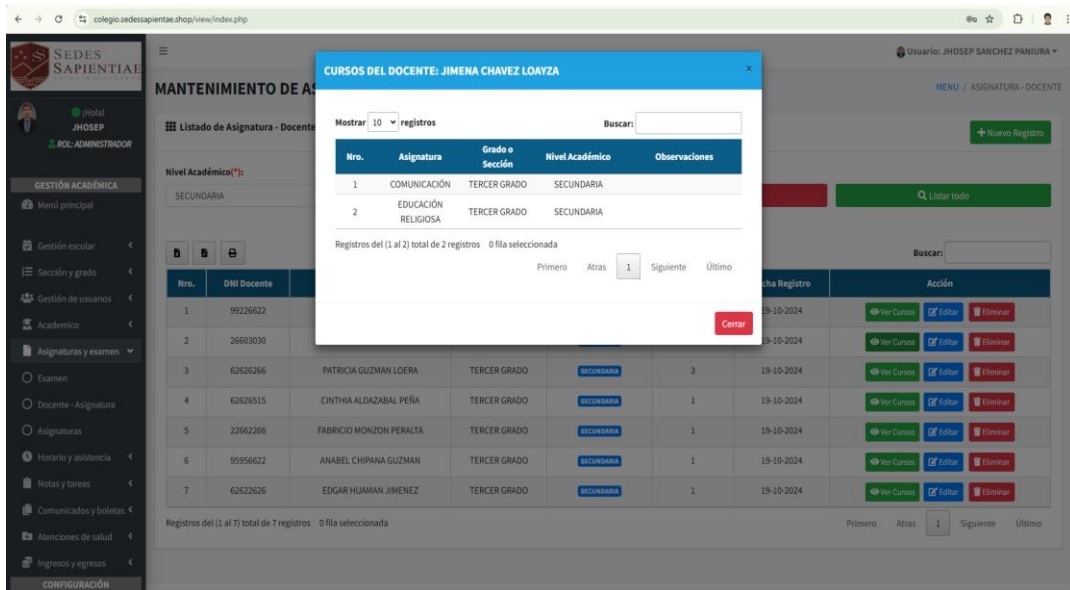 colegio.sedessapientae.shop/view/index.php
SEDES
SAPIENTIAE
¡Hola!
JHOSEP
ROL: ADMINISTRADOR
GESTIÓN ACADÉMICA
Menú principal
Gestión escolar
Sección y grado
Gestión de usuarios
Academico
Asignaturas y examen
Examen
Docente - Asignatura
Asignaturas
Horario y asistencia
Notas y tareas
Comunicados y boletas
Atenciones de salud
Ingresos y egresos
CONFIGURACIÓN
Usuario: JHOSEP SANCHEZ PANIURA
MANTENIMIENTO DE AS
MENU / ASIGNATURA - DOCENTE
Listado de Asignatura - Docente
+ Nuevo Registro
Nivel Académico(*):
SECUNDARIA
Listar todo
Buscar:
Nro. DNI Docente cha Registro Acción
1 99226622 19-10-2024 Ver Cursos Editar Eliminar
2 26603030 19-10-2024 Ver Cursos Editar Eliminar
3 62626266 PATRICIA GUZMAN LOERA TERCER GRADO SECUNDARIA 3 19-10-2024 Ver Cursos Editar Eliminar
4 62626515 CINTHIA ALDAZABAL PEÑA TERCER GRADO SECUNDARIA 1 19-10-2024 Ver Cursos Editar Eliminar
5 22662266 FABRICIO MONZON PERALTA TERCER GRADO SECUNDARIA 1 19-10-2024 Ver Cursos Editar Eliminar
6 95956622 ANABEL CHIPANA GUZMAN TERCER GRADO SECUNDARIA 1 19-10-2024 Ver Cursos Editar Eliminar
7 62622626 EDGAR HUAMAN JIMENEZ TERCER GRADO SECUNDARIA 1 19-10-2024 Ver Cursos Editar Eliminar
Registros del (1 al 7) total de 7 registros 0 fila seleccionada
Primero Atras 1 Siguiente Último
CURSOS DEL DOCENTE: JIMENA CHAVEZ LOAYZA ×
Mostrar 10 registros Buscar:
Nro. Asignatura Grado o Sección Nivel Académico Observaciones
1 COMUNICACIÓN TERCER GRADO SECUNDARIA
2 EDUCACIÓN RELIGIOSA TERCER GRADO SECUNDARIA
Registros del (1 al 2) total de 2 registros 0 fila seleccionada
Primero Atras 1 Siguiente Último
Cerrar